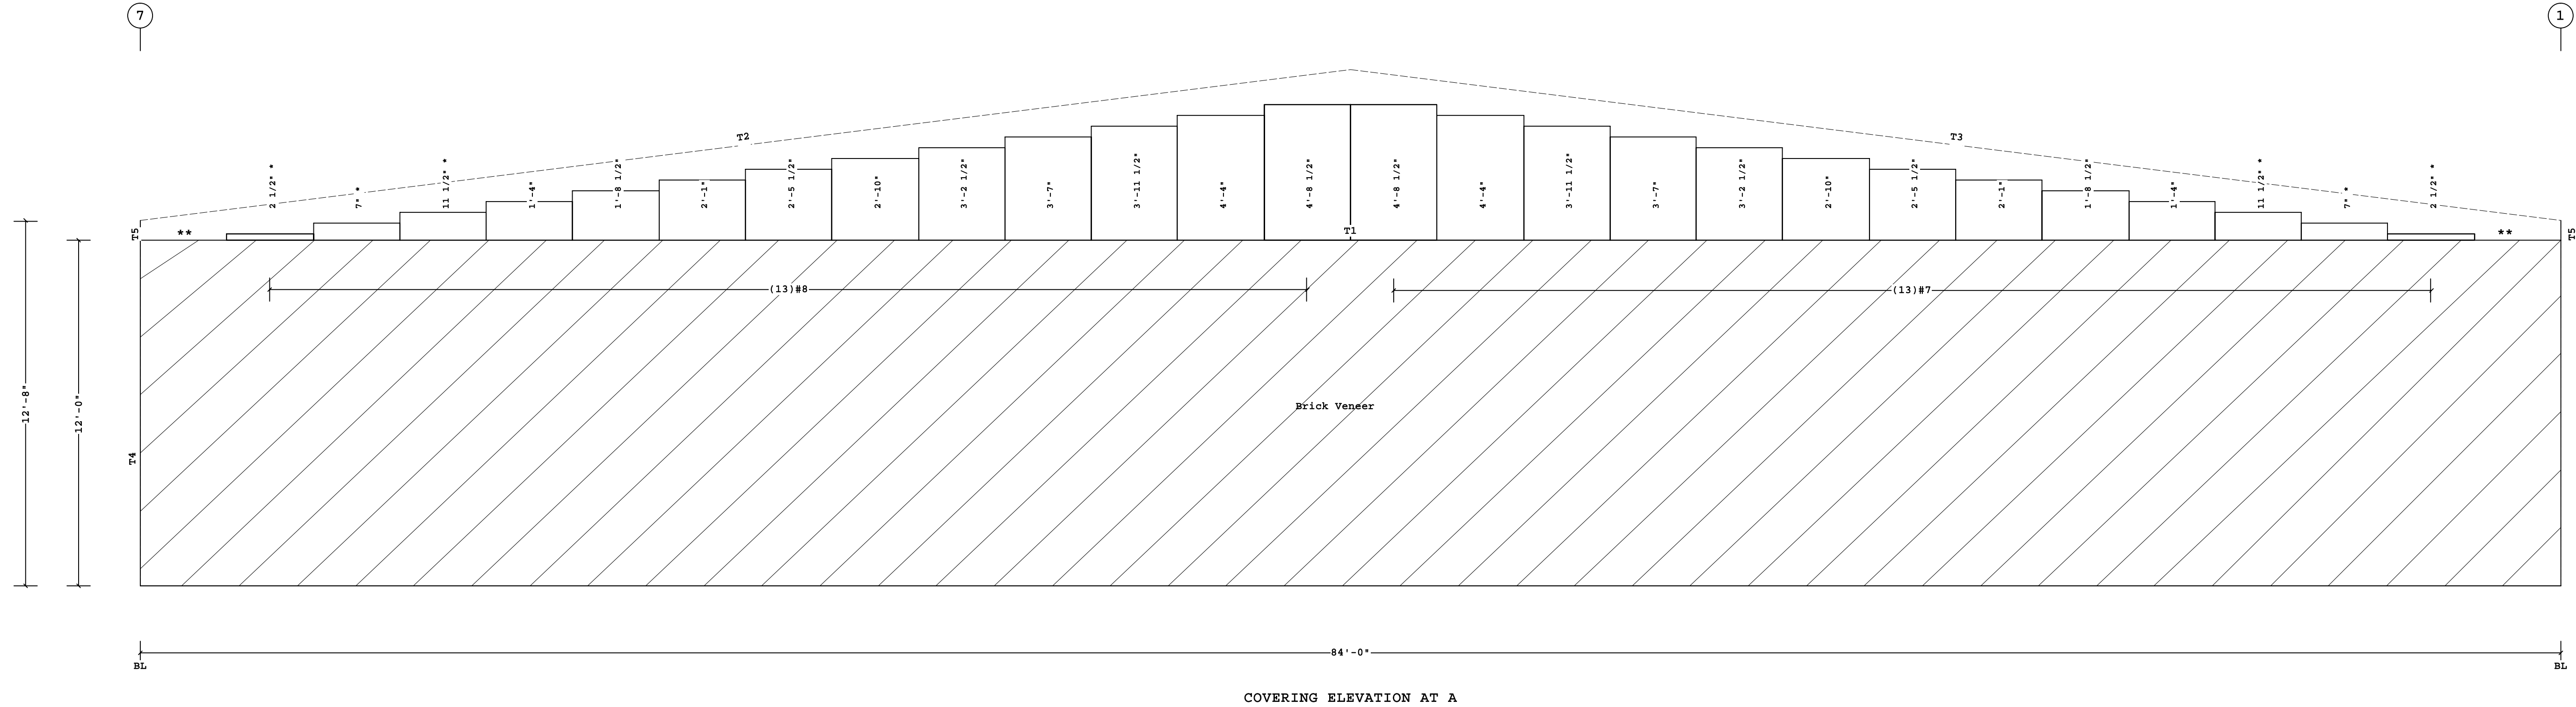 7
1
T2
T3
2 1/2" *
7" *
11 1/2" *
1'-4"
1'-8 1/2"
2'-1"
2'-5 1/2"
2'-10"
3'-2 1/2"
3'-7"
3'-11 1/2"
4'-4"
4'-8 1/2"
4'-8 1/2"
4'-4"
3'-11 1/2"
3'-7"
3'-2 1/2"
2'-10"
2'-5 1/2"
2'-1"
1'-8 1/2"
1'-4"
11 1/2" *
7" *
2 1/2" *
T5
**
T1
**
T5
(13)#8
(13)#7
12'-8"
12'-0"
Brick Veneer
T4
84'-0"
BL
BL
COVERING ELEVATION AT A